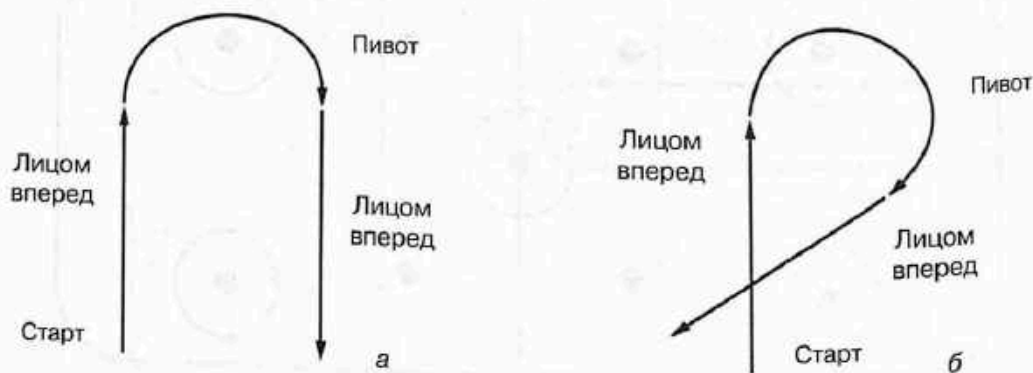 Пивот
Лицом
вперед
Лицом
вперед
Старт
а
Пивот
Лицом
вперед
Лицом
вперед
Старт
б